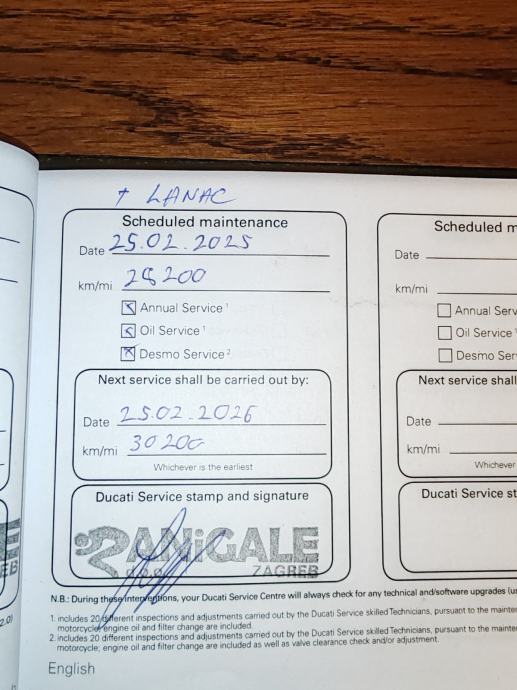 + LANAC
Scheduled maintenance
Date 25.02.2025
km/mi 28200
Annual Service ¹
Oil Service ¹
Desmo Service ²
Next service shall be carried out by:
Date 25.02.2026
km/mi 30200
Whichever is the earliest
Ducati Service stamp and signature
PANiGALE
d.o.o. ZAGREB
N.B.: During these interventions, your Ducati Service Centre will always check for any technical and/software upgrades (
1. includes 20 different inspections and adjustments carried out by the Ducati Service skilled Technicians, pursuant to the
motorcycle; engine oil and filter change are included.
2. includes 20 different inspections and adjustments carried out by the Ducati Service skilled Technicians, pursuant to the
motorcycle; engine oil and filter change are included as well as valve clearance check and/or adjustment.
English
Scheduled m
Date
km/mi
Annual Serv
Oil Service
Desmo Ser
Next service shall
Date
km/mi
Whichever
Ducati Service st